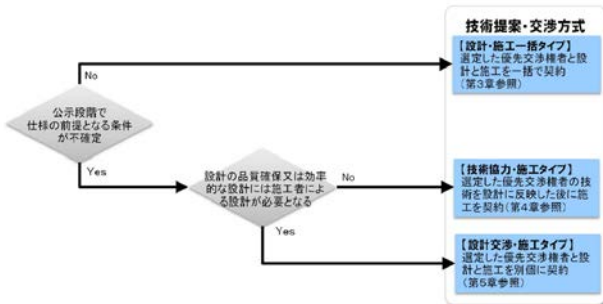 技術提案・交渉方式
【設計・施工一括タイプ】
選定した優先交渉権者と設
計と施工を一括で契約
(第3章参照)
No
公示段階で
仕様の前提となる条件
が不確定
Yes
設計の品質確保又は効率
的な設計には施工者によ
る設計が必要となる
No
【技術協力・施工タイプ】
選定した優先交渉権者の技
術を設計に反映した後に施
工を契約(第4章参照)
Yes
【設計交渉・施工タイプ】
選定した優先交渉権者と設
計と施工を別個に契約
(第5章参照)